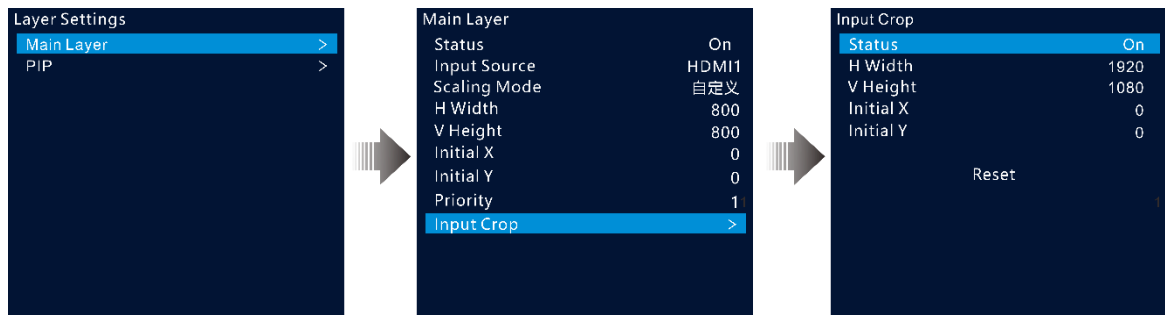 Layer Settings
Main Layer >
PIP >
Main Layer
Status On
Input Source HDMI1
Scaling Mode 自定义
H Width 800
V Height 800
Initial X 0
Initial Y 0
Priority 1
Input Crop >
Input Crop
Status On
H Width 1920
V Height 1080
Initial X 0
Initial Y 0
Reset